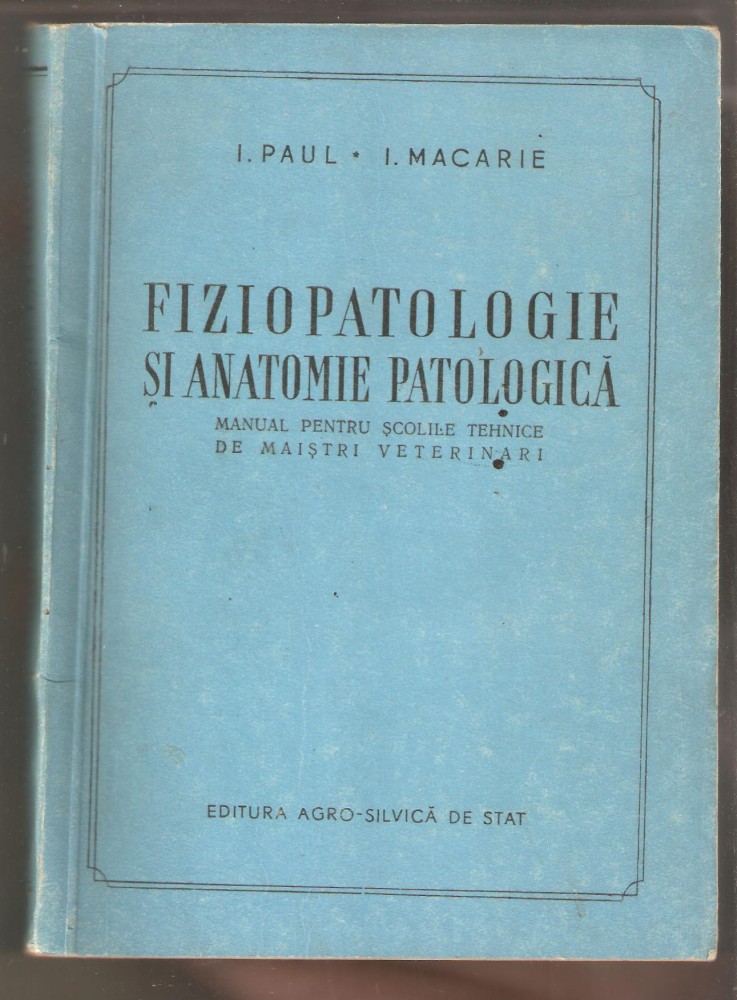 I. PAUL * I. MACARIE
FIZIOPATOLOGIE
ȘI ANATOMIE PATOLOGICĂ
MANUAL PENTRU ȘCOLILE TEHNICE
DE MAIȘTRI VETERINARI
EDITURA AGRO-SILVICĂ DE STAT